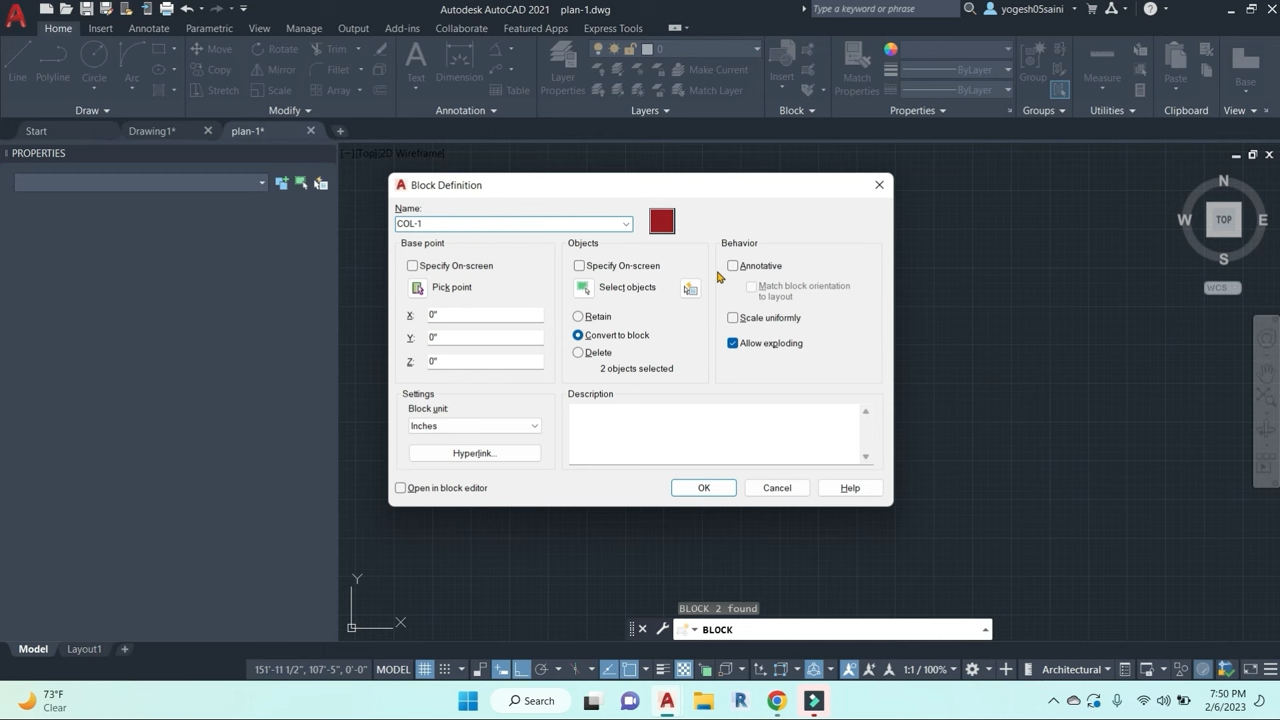 Autodesk AutoCAD 2021 plan-1.dwg
Type a keyword or phrase
yogesh05saini
Home Insert Annotate Parametric View Manage Output Add-ins Collaborate Featured Apps Express Tools
Line Polyline Circle Arc
Move Rotate Trim
Copy Mirror Fillet
Stretch Scale Array
Text Dimension Table
Layer Properties
0
Make Current
Match Layer
Insert
Match Properties
ByLayer
ByLayer
Group
Measure
Paste
Base
Draw Modify Annotation Layers Block Properties Groups Utilities Clipboard View
Start Drawing1* plan-1*
PROPERTIES
[−][Top][2D Wireframe]
N
W TOP E
S
WCS
Block Definition
Name:
COL-1
Base point
Specify On-screen
Pick point
X: 0"
Y: 0"
Z: 0"
Objects
Specify On-screen
Select objects
Retain
Convert to block
Delete
2 objects selected
Behavior
Annotative
Match block orientation
to layout
Scale uniformly
Allow exploding
Settings
Block unit:
Inches
Hyperlink...
Description
Open in block editor
OK Cancel Help
Y
X
BLOCK 2 found
BLOCK
Model Layout1
151'-11 1/2", 107'-5", 0'-0" MODEL 1:1 / 100% Architectural
73°F
Clear
Search
7:50 PM
2/6/2023